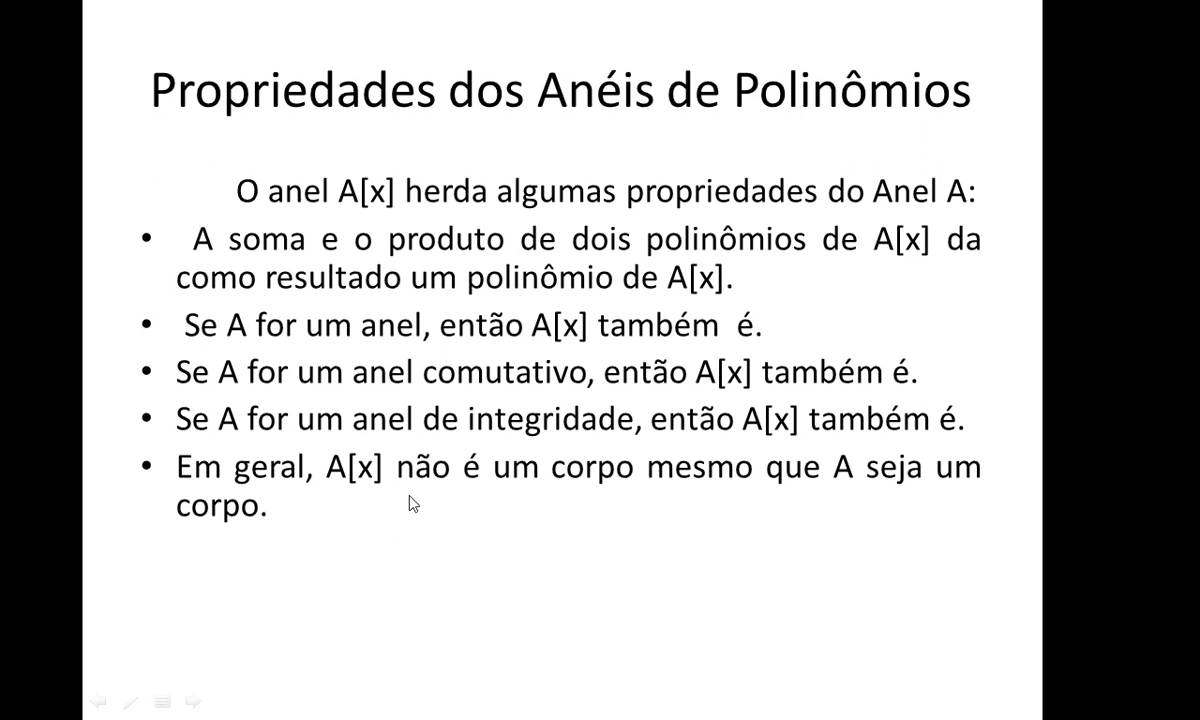 Propriedades dos Anéis de Polinômios
O anel A[x] herda algumas propriedades do Anel A:
• A soma e o produto de dois polinômios de A[x] da
como resultado um polinômio de A[x].
• Se A for um anel, então A[x] também é.
• Se A for um anel comutativo, então A[x] também é.
• Se A for um anel de integridade, então A[x] também é.
• Em geral, A[x] não é um corpo mesmo que A seja um
corpo.